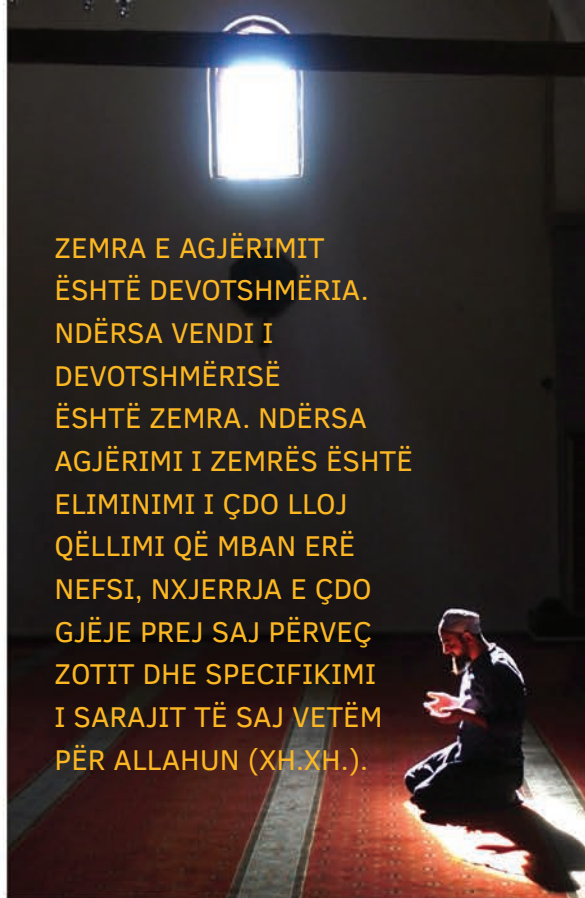 ZEMRA E AGJËRIMIT
ËSHTË DEVOTSHMËRIA.
NDËRSA VENDI I
DEVOTSHMËRISË
ËSHTË ZEMRA. NDËRSA
AGJËRIMI I ZEMRËS ËSHTË
ELIMINIMI I ÇDO LLOJ
QËLLIMI QË MBAN ERË
NEFSI, NXJERRJA E ÇDO
GJËJE PREJ SAJ PËRVEÇ
ZOTIT DHE SPECIFIKIMI
I SARAJIT TË SAJ VETËM
PËR ALLAHUN (XH.XH.).